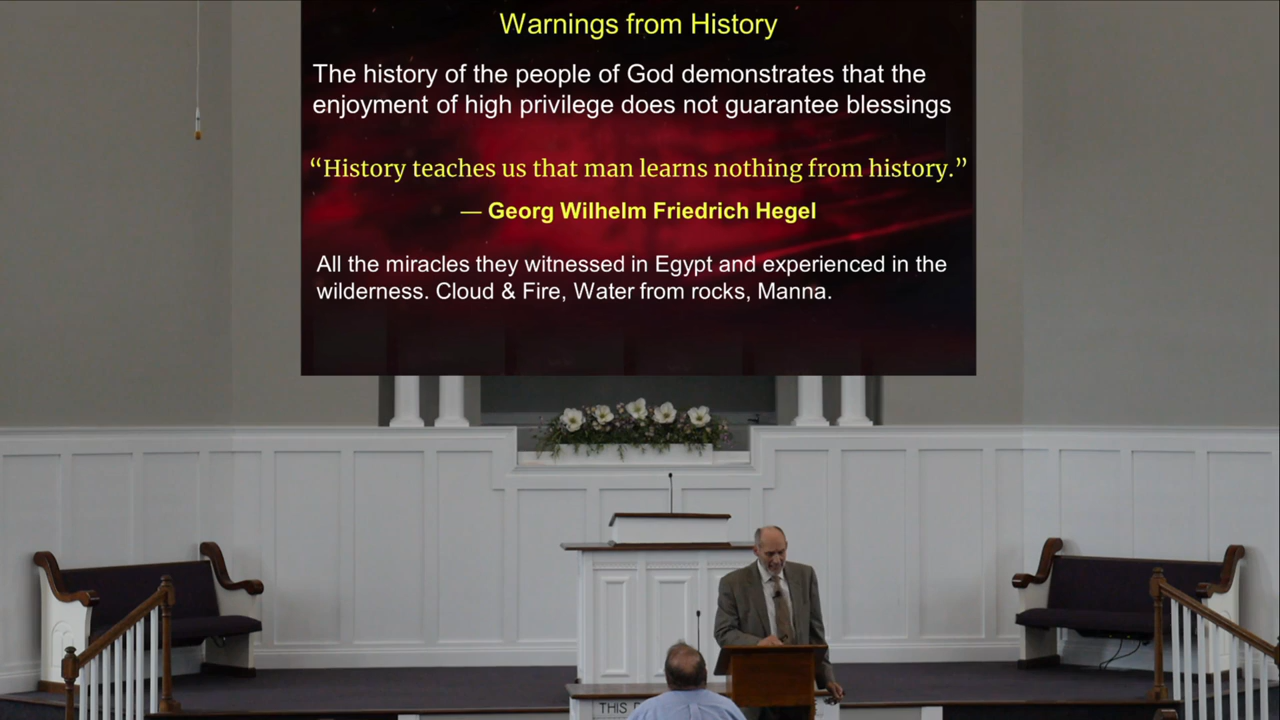 Warnings from History
The history of the people of God demonstrates that the
enjoyment of high privilege does not guarantee blessings
“History teaches us that man learns nothing from history.”
— Georg Wilhelm Friedrich Hegel
All the miracles they witnessed in Egypt and experienced in the
wilderness. Cloud & Fire, Water from rocks, Manna.
THIS